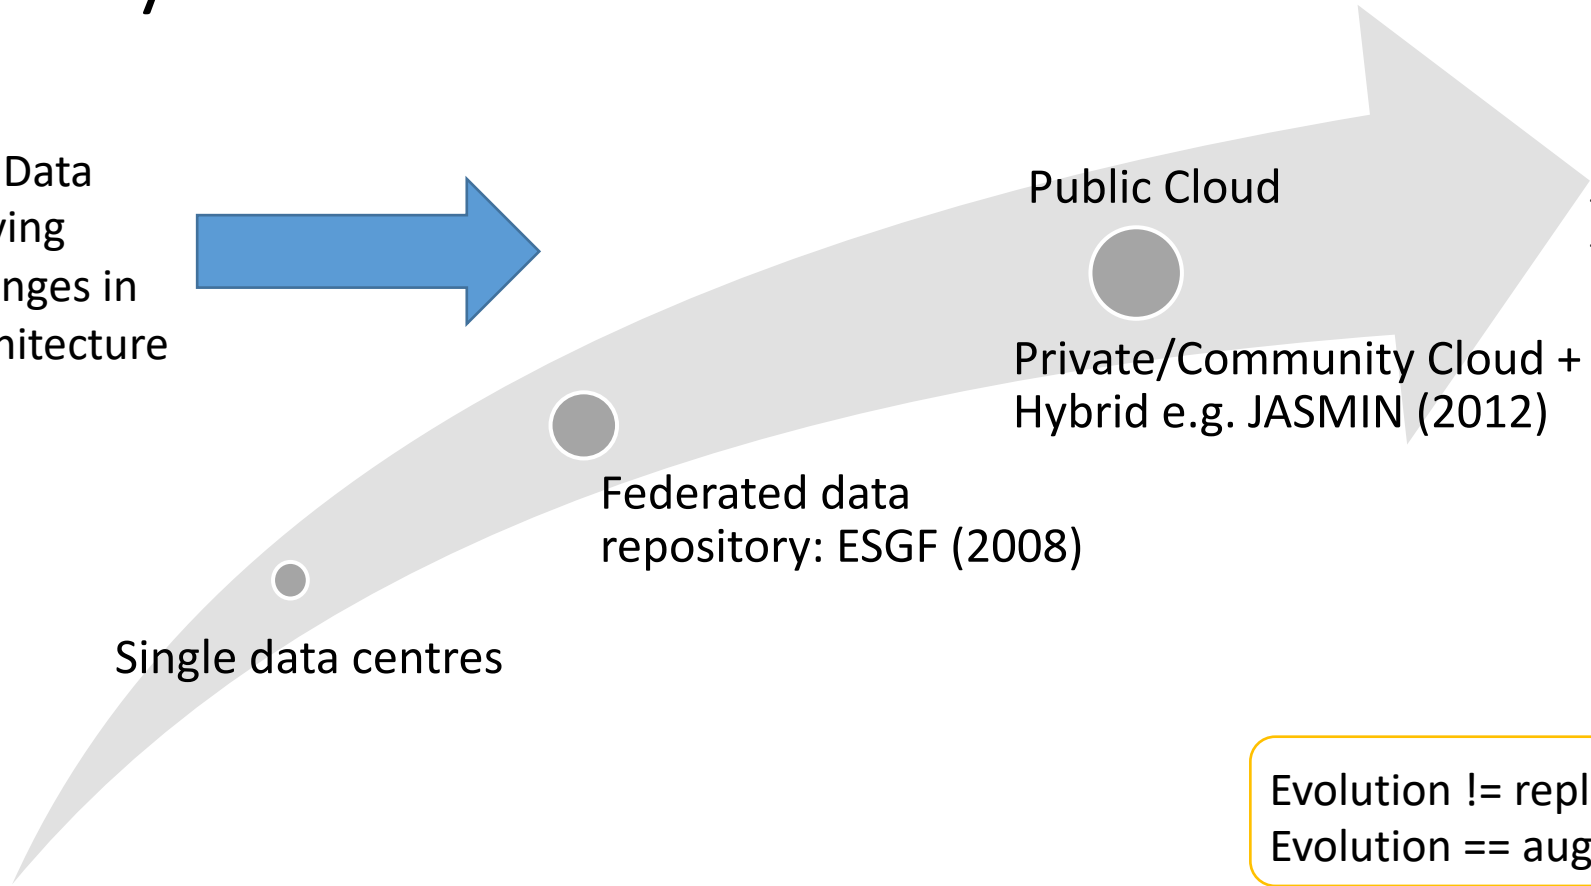 Data
Public Cloud
ving
nges in
hitecture
Private/Community Cloud +
Hybrid e.g. JASMIN (2012)
Federated data
repository: ESGF (2008)
Single data centres
Evolution != repl
Evolution == aug